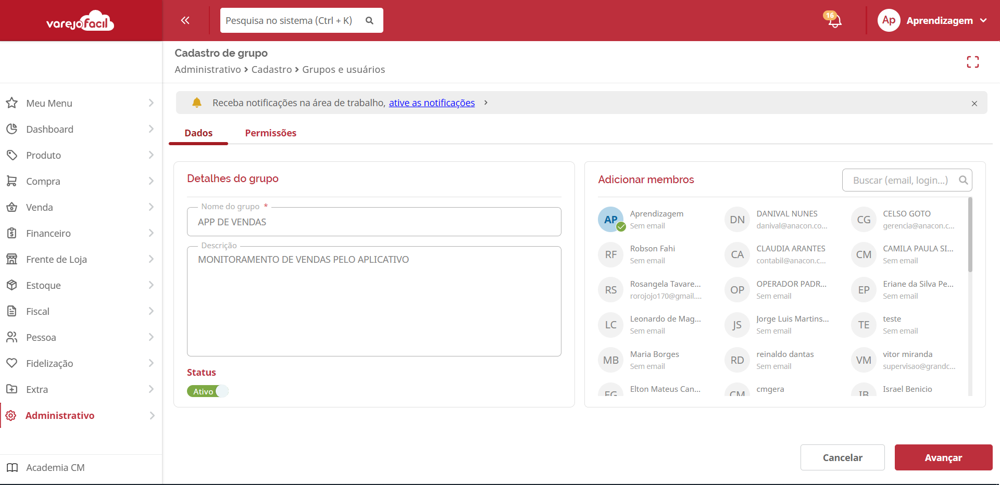 varejofacil
Pesquisa no sistema (Ctrl + K)
16
Ap
Aprendizagem
Cadastro de grupo
Administrativo > Cadastro > Grupos e usuários
Meu Menu
Dashboard
Produto
Compra
Venda
Financeiro
Frente de Loja
Estoque
Fiscal
Pessoa
Fidelização
Extra
Administrativo
Academia CM
Receba notificações na área de trabalho, ative as notificações
Dados
Permissões
Detalhes do grupo
Nome do grupo *
APP DE VENDAS
Descrição
MONITORAMENTO DE VENDAS PELO APLICATIVO
Status
Ativo
Adicionar membros
Buscar (email, login...)
AP
Aprendizagem
Sem email
DN
DANIVAL NUNES
danival@anacon.co...
CG
CELSO GOTO
gerencia@anacon.c...
RF
Robson Fahi
Sem email
CA
CLAUDIA ARANTES
contabil@anacon.c...
CM
CAMILA PAULA SI...
Sem email
RS
Rosangela Tavare...
rorojojo170@gmail....
OP
OPERADOR PADR...
Sem email
EP
Eriane da Silva Pe...
Sem email
LC
Leonardo de Mag...
Sem email
JS
Jorge Luis Martins...
Sem email
TE
teste
Sem email
MB
Maria Borges
Sem email
RD
reinaldo dantas
Sem email
VM
vitor miranda
supervisao@grandc...
Elton Mateus Can...
CM
cmgera
IB
Israel Benicio
Cancelar
Avançar